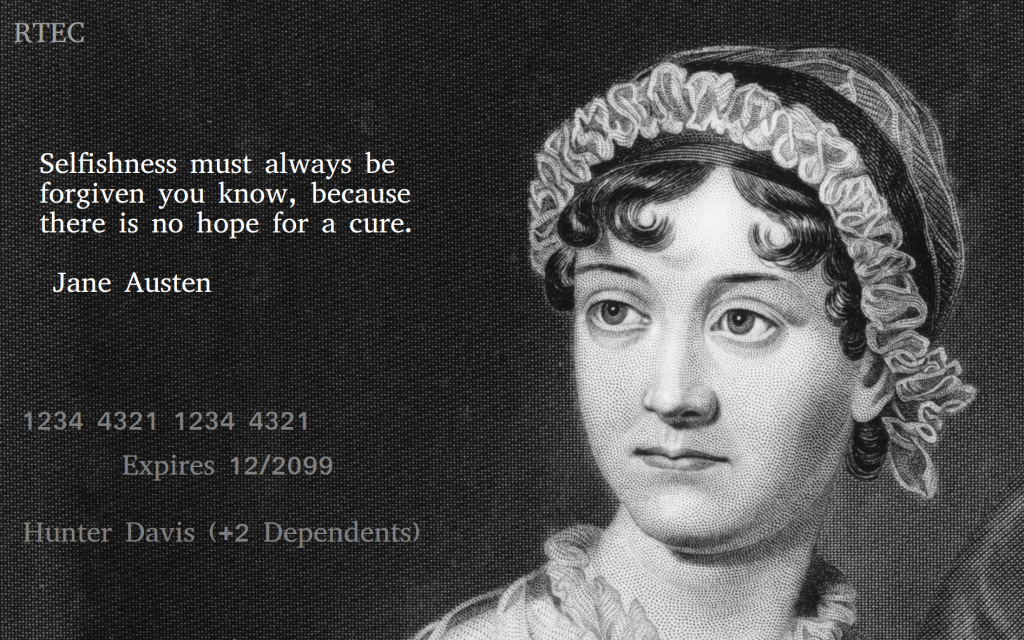 RTEC
Selfishness must always be
forgiven you know, because
there is no hope for a cure.
Jane Austen
1234 4321 1234 4321
Expires 12/2099
Hunter Davis (+2 Dependents)